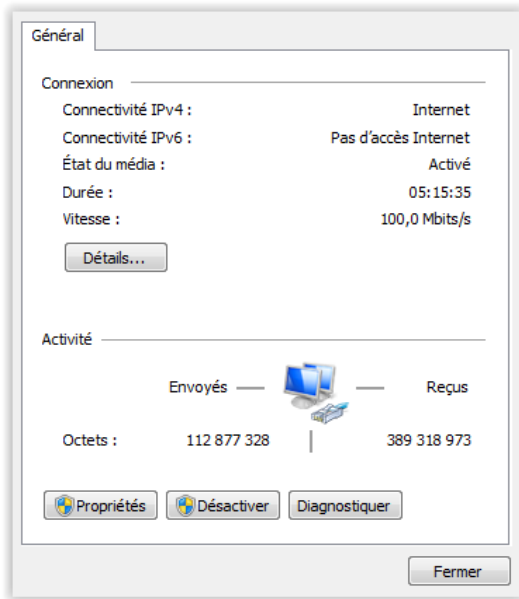 Général
Connexion
Connectivité IPv4 : Internet
Connectivité IPv6 : Pas d'accès Internet
État du média : Activé
Durée : 05:15:35
Vitesse : 100,0 Mbits/s
Détails...
Activité
Envoyés Reçus
Octets : 112 877 328 389 318 973
Propriétés Désactiver Diagnostiquer
Fermer